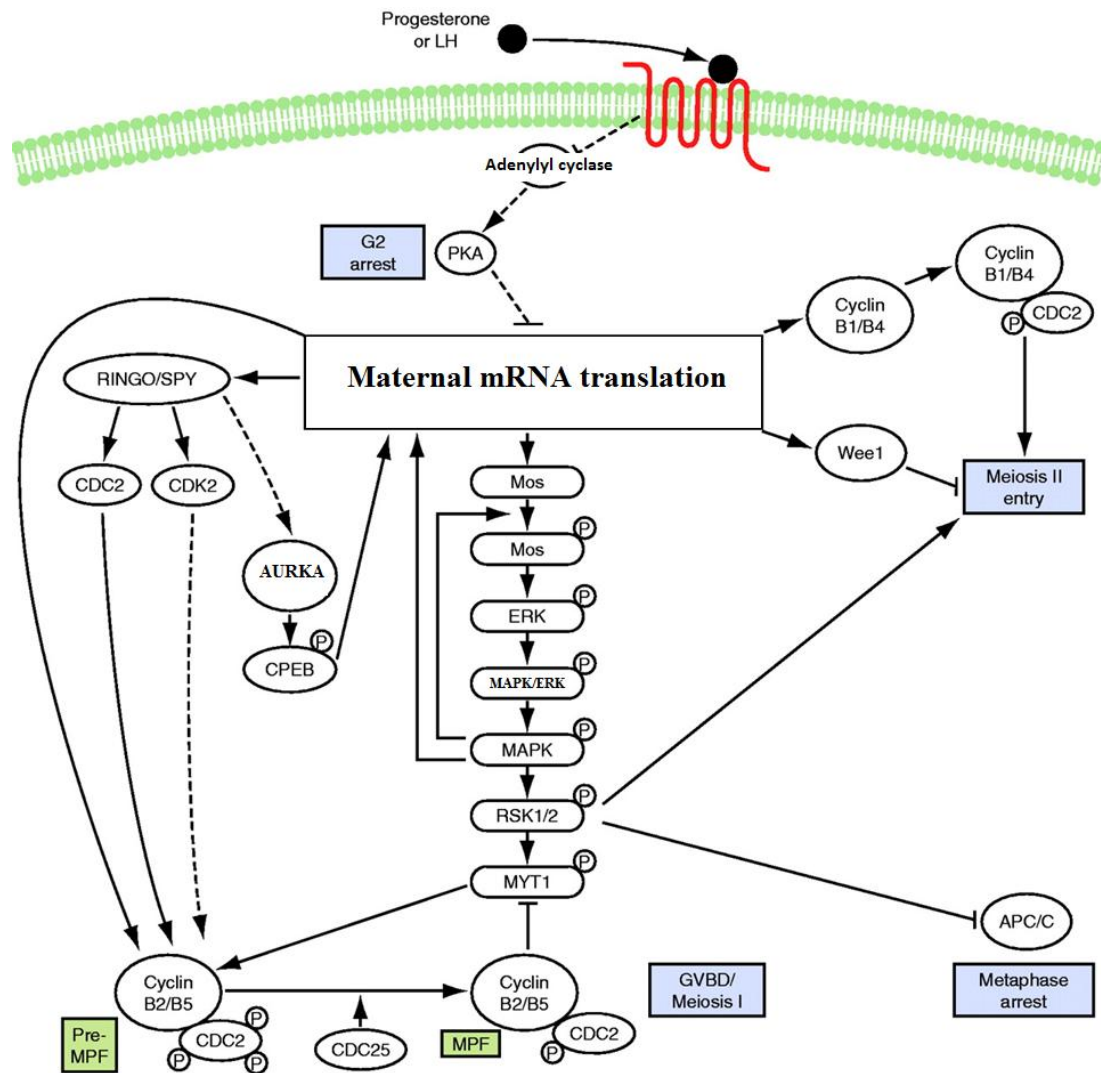 Progesterone
or LH
Adenylyl cyclase
G2
arrest
PKA
Cyclin
B1/B4
CDC2
P
Cyclin
B1/B4
Maternal mRNA translation
RINGO/SPY
Wee1
Meiosis II
entry
CDC2
CDK2
Mos
P
Mos
AURKA
P
ERK
P
CPEB
P
MAPK/ERK
P
MAPK
P
RSK1/2
P
MYT1
APC/C
Cyclin
B2/B5
Cyclin
B2/B5
GVBD/
Meiosis I
Metaphase
arrest
Pre-
MPF
P
CDC2
P
P
CDC25
MPF
CDC2
P